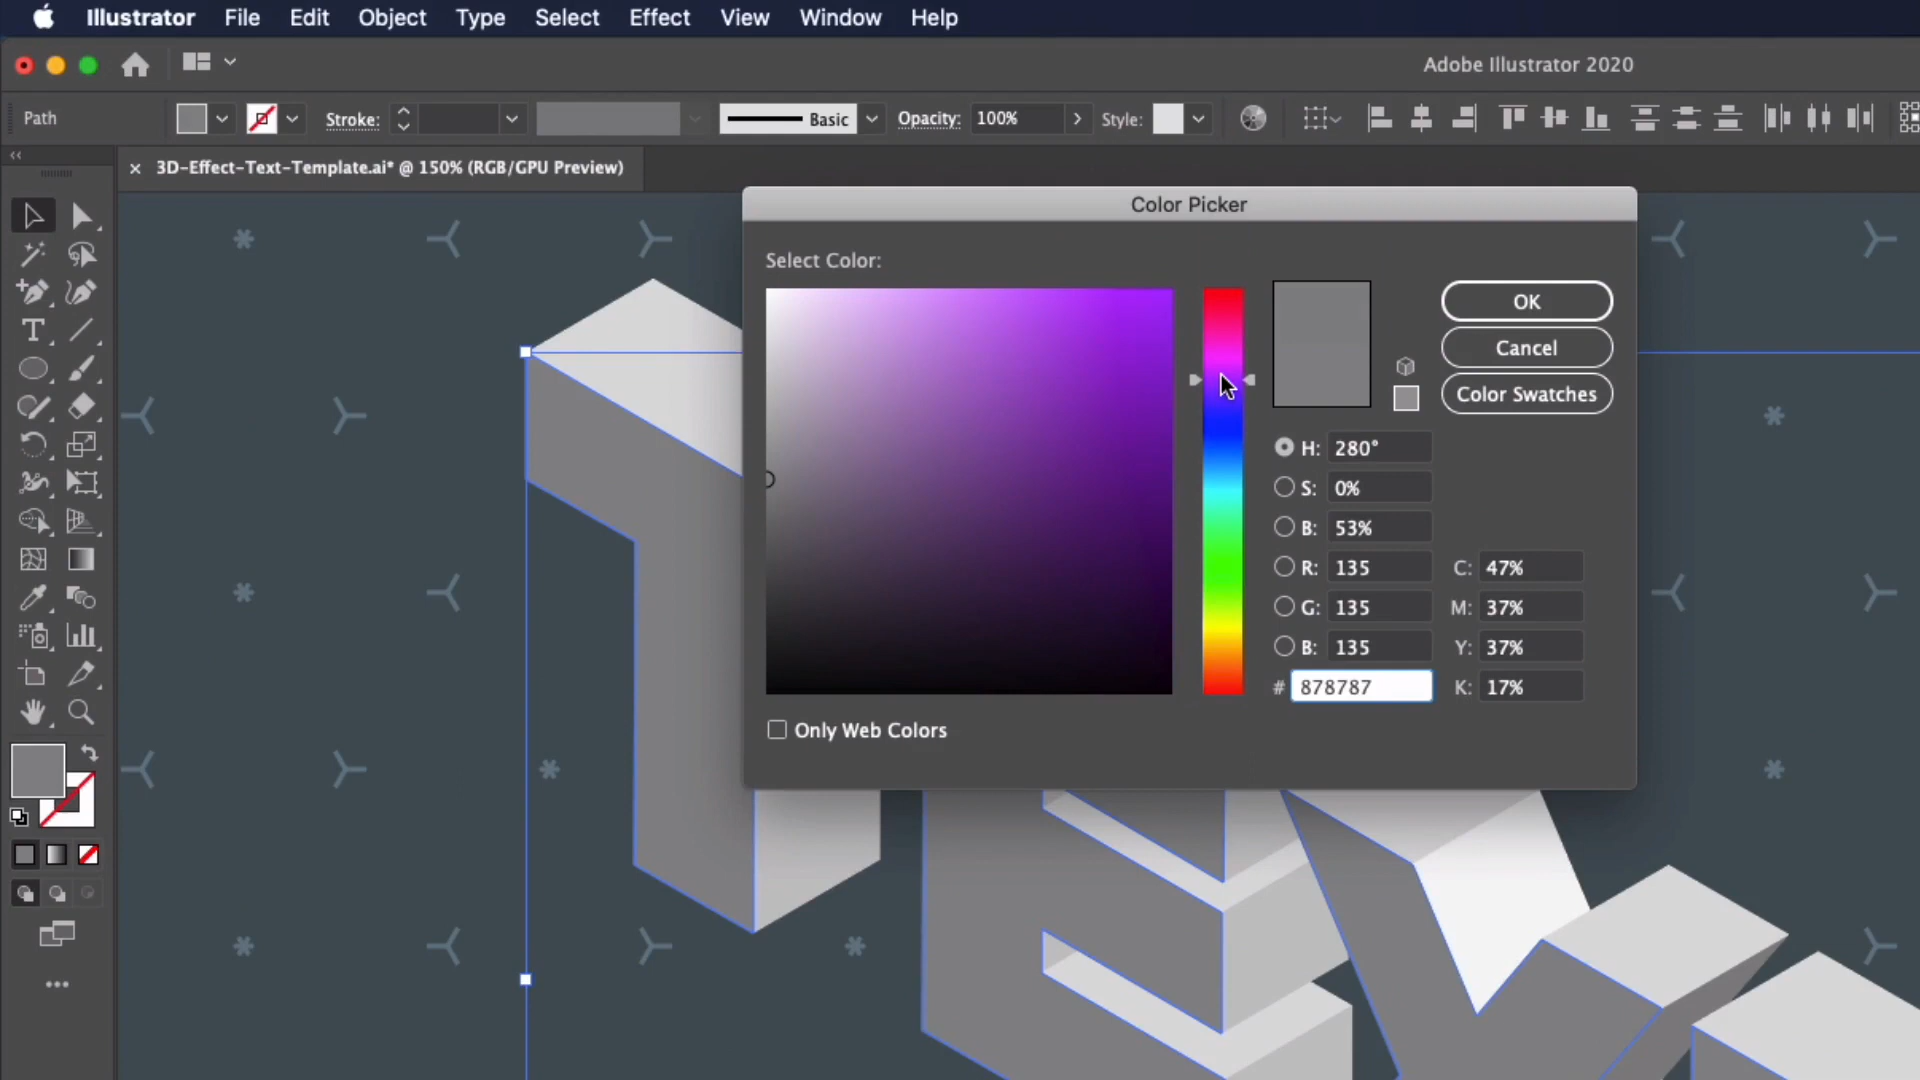 Illustrator File Edit Object Type Select Effect View Window Help
Adobe Illustrator 2020
Path Stroke: Basic Opacity: 100% Style:
3D-Effect-Text-Template.ai* @ 150% (RGB/GPU Preview)
Color Picker
Select Color:
OK
Cancel
Color Swatches
H: 280°
S: 0%
B: 53%
R: 135 C: 47%
G: 135 M: 37%
B: 135 Y: 37%
# 878787 K: 17%
Only Web Colors